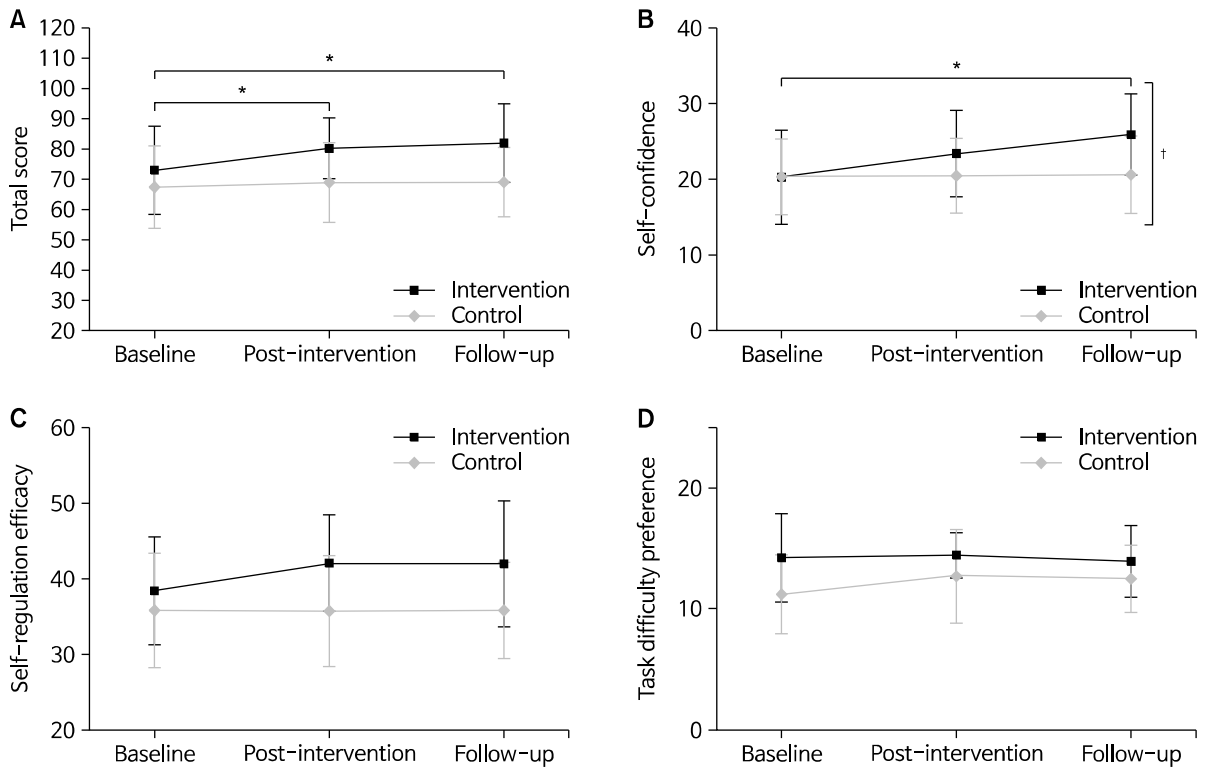 A
Total score
120
110
100
90
80
70
60
50
40
30
20
*
*
Intervention
Control
Baseline
Post-intervention
Follow-up
B
Self-confidence
40
30
20
10
0
*
†
Intervention
Control
Baseline
Post-intervention
Follow-up
C
Self-regulation efficacy
60
50
40
30
20
Intervention
Control
Baseline
Post-intervention
Follow-up
D
Task difficulty preference
20
10
0
Intervention
Control
Baseline
Post-intervention
Follow-up